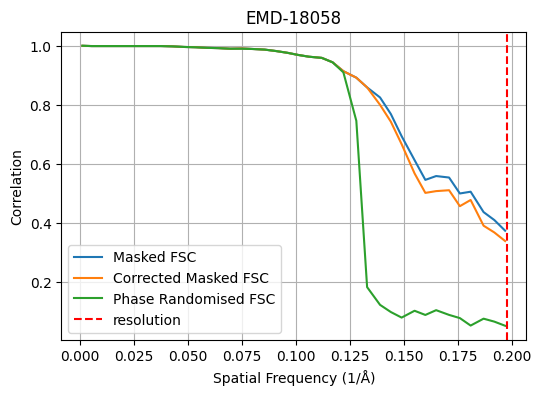 EMD-18058
1.0
0.8
0.6
0.4
0.2
Correlation
Masked FSC
Corrected Masked FSC
Phase Randomised FSC
resolution
0.000 0.025 0.050 0.075 0.100 0.125 0.150 0.175 0.200
Spatial Frequency (1/Å)